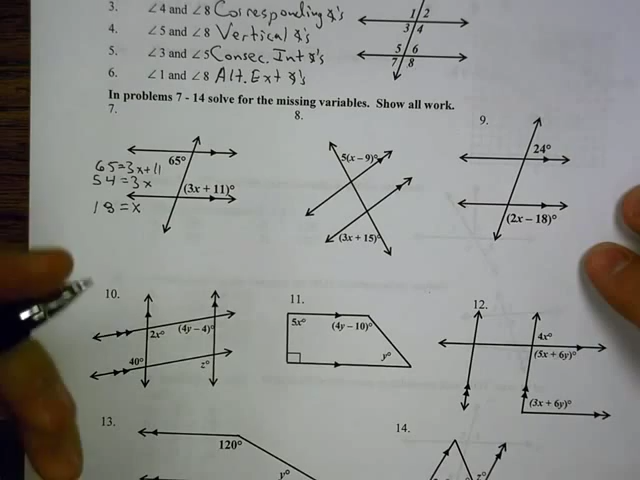 3. ∠4 and ∠8 Corresponding ∡'s
4. ∠5 and ∠8 Vertical ∡'s
5. ∠3 and ∠5 Consec. Int ∡'s
6. ∠1 and ∠8 Alt. Ext ∡'s
1 2
3 4
5 6
7 8
In problems 7 - 14 solve for the missing variables. Show all work.
7.
65°
(3x + 11)°
65=3x+11
54=3x
18=x
8.
5(x – 9)°
(3x + 15)°
9.
24°
(2x – 18)°
10.
2x°
(4y – 4)°
40°
z°
11.
5x°
(4y – 10)°
y°
12.
4x°
(5x + 6y)°
(3x + 6y)°
13.
120°
y°
14.
z°